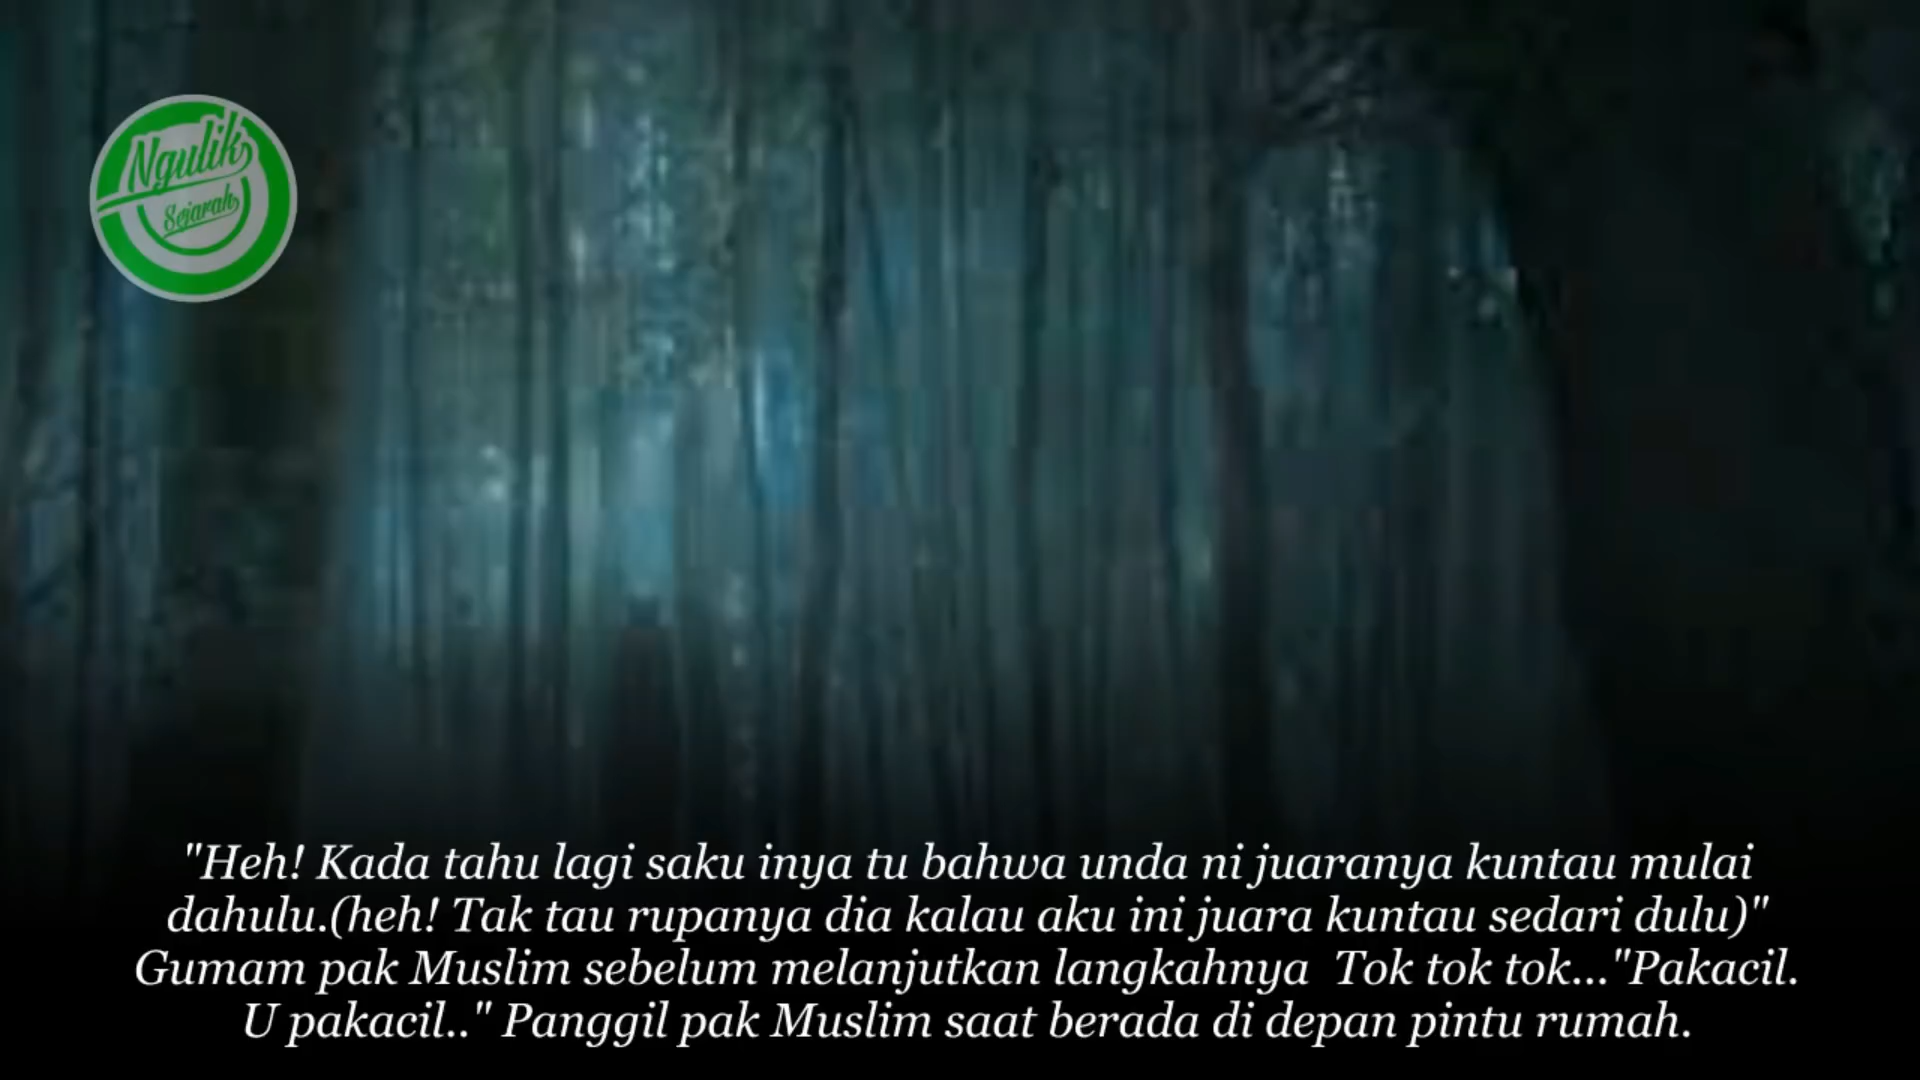 Ngulik
Sejarah
"Heh! Kada tahu lagi saku inya tu bahwa unda ni juaranya kuntau mulai
dahulu.(heh! Tak tau rupanya dia kalau aku ini juara kuntau sedari dulu)"
Gumam pak Muslim sebelum melanjutkan langkahnya  Tok tok tok..."Pakacil.
U pakacil.." Panggil pak Muslim saat berada di depan pintu rumah.